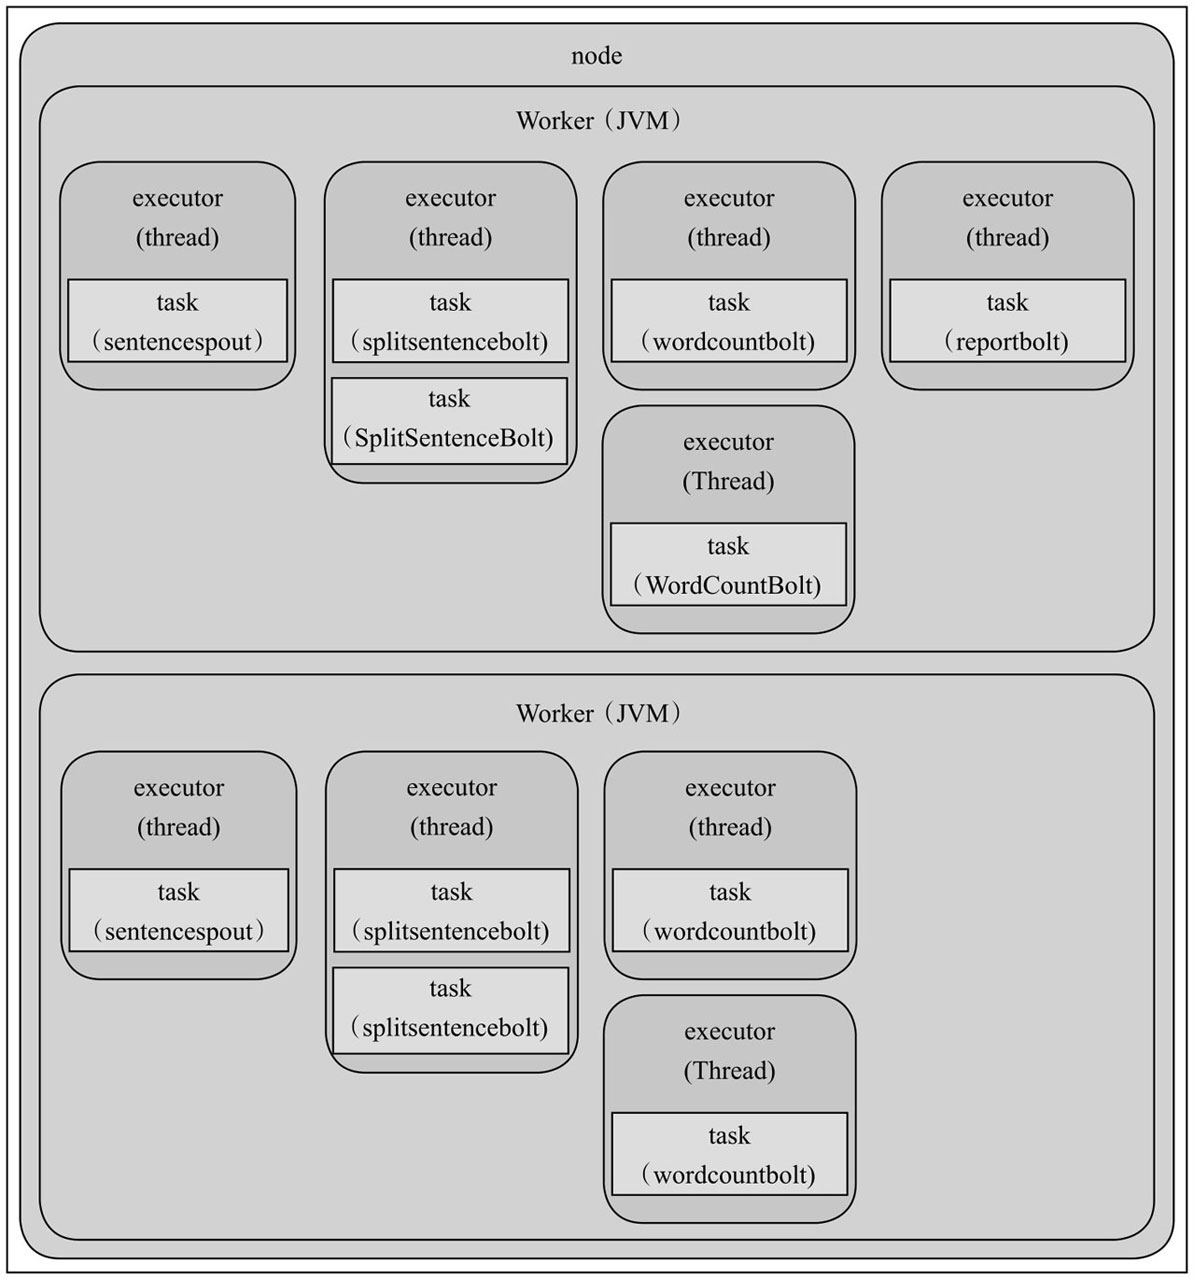 node
Worker（JVM）
executor
(thread)
task
（sentencespout）
executor
(thread)
task
（splitsentencebolt)
task
（SplitSentenceBolt)
executor
(thread)
task
（wordcountbolt)
executor
(Thread)
task
（WordCountBolt)
executor
(thread)
task
（reportbolt)
Worker（JVM）
executor
(thread)
task
（sentencespout）
executor
(thread)
task
（splitsentencebolt)
task
（splitsentencebolt)
executor
(thread)
task
（wordcountbolt)
executor
(Thread)
task
（wordcountbolt)